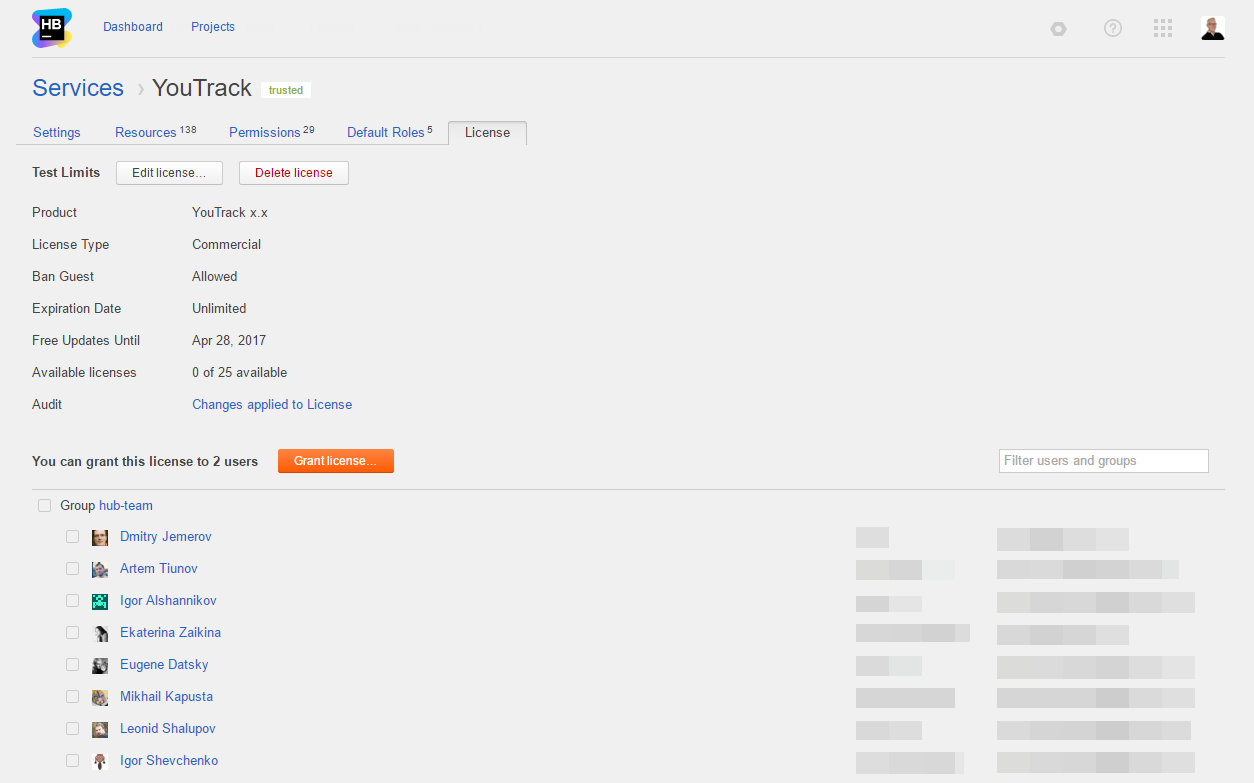 HB
Dashboard Projects
Services › YouTrack trusted
Settings Resources 138 Permissions 29 Default Roles 5 License
Test Limits Edit license... Delete license
Product YouTrack x.x
License Type Commercial
Ban Guest Allowed
Expiration Date Unlimited
Free Updates Until Apr 28, 2017
Available licenses 0 of 25 available
Audit Changes applied to License
You can grant this license to 2 users Grant license... Filter users and groups
Group hub-team
Dmitry Jemerov
Artem Tiunov
Igor Alshannikov
Ekaterina Zaikina
Eugene Datsky
Mikhail Kapusta
Leonid Shalupov
Igor Shevchenko